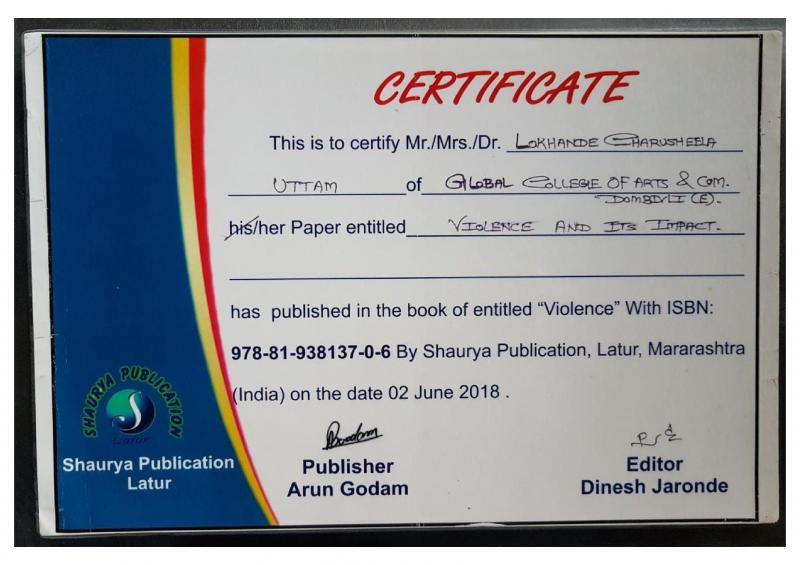 CERTIFICATE
This is to certify Mr./Mrs./Dr. LOKHANDE CHARUSHEELA
UTTAM of GLOBAL COLLEGE OF ARTS & COM.
DOMBIVLI (E).
his/her Paper entitled VIOLENCE AND ITS IMPACT.
has published in the book of entitled “Violence” With ISBN:
978-81-938137-0-6 By Shaurya Publication, Latur, Mararashtra
(India) on the date 02 June 2018 .
SHAURYA PUBLICATION
Latur
Shaurya Publication
Latur
Publisher
Arun Godam
Editor
Dinesh Jaronde